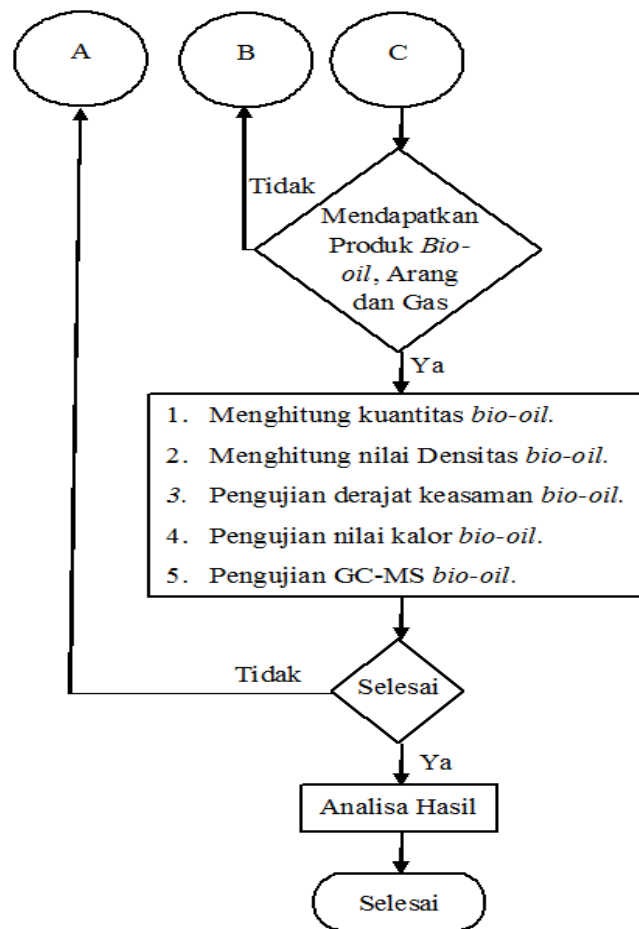 A
B
C
Tidak
Mendapatkan
Produk Bio-
oil, Arang
dan Gas
Ya
1. Menghitung kuantitas bio-oil.
2. Menghitung nilai Densitas bio-oil.
3. Pengujian derajat keasaman bio-oil.
4. Pengujian nilai kalor bio-oil.
5. Pengujian GC-MS bio-oil.
Tidak
Selesai
Ya
Analisa Hasil
Selesai